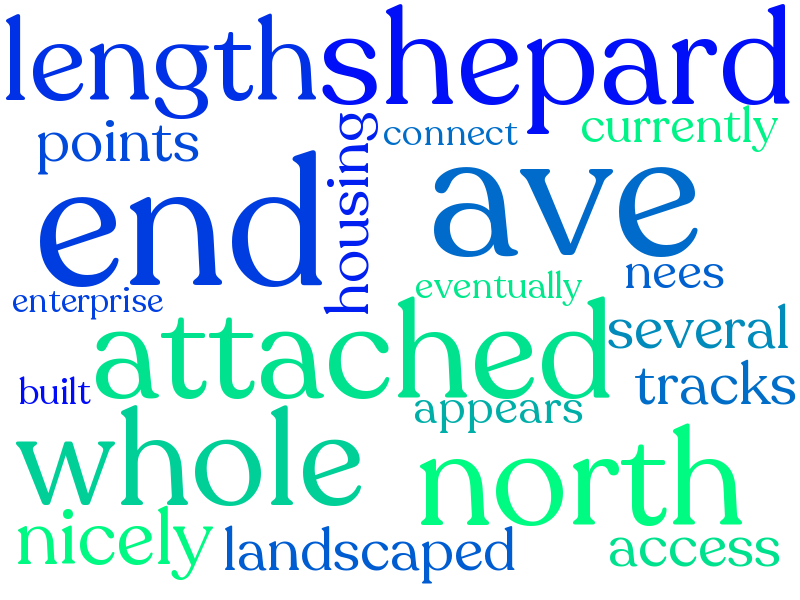 length shepard
points housing connect currently
end ave
nees
enterprise eventually
attached several
built tracks
appears
whole north
nicely landscaped access